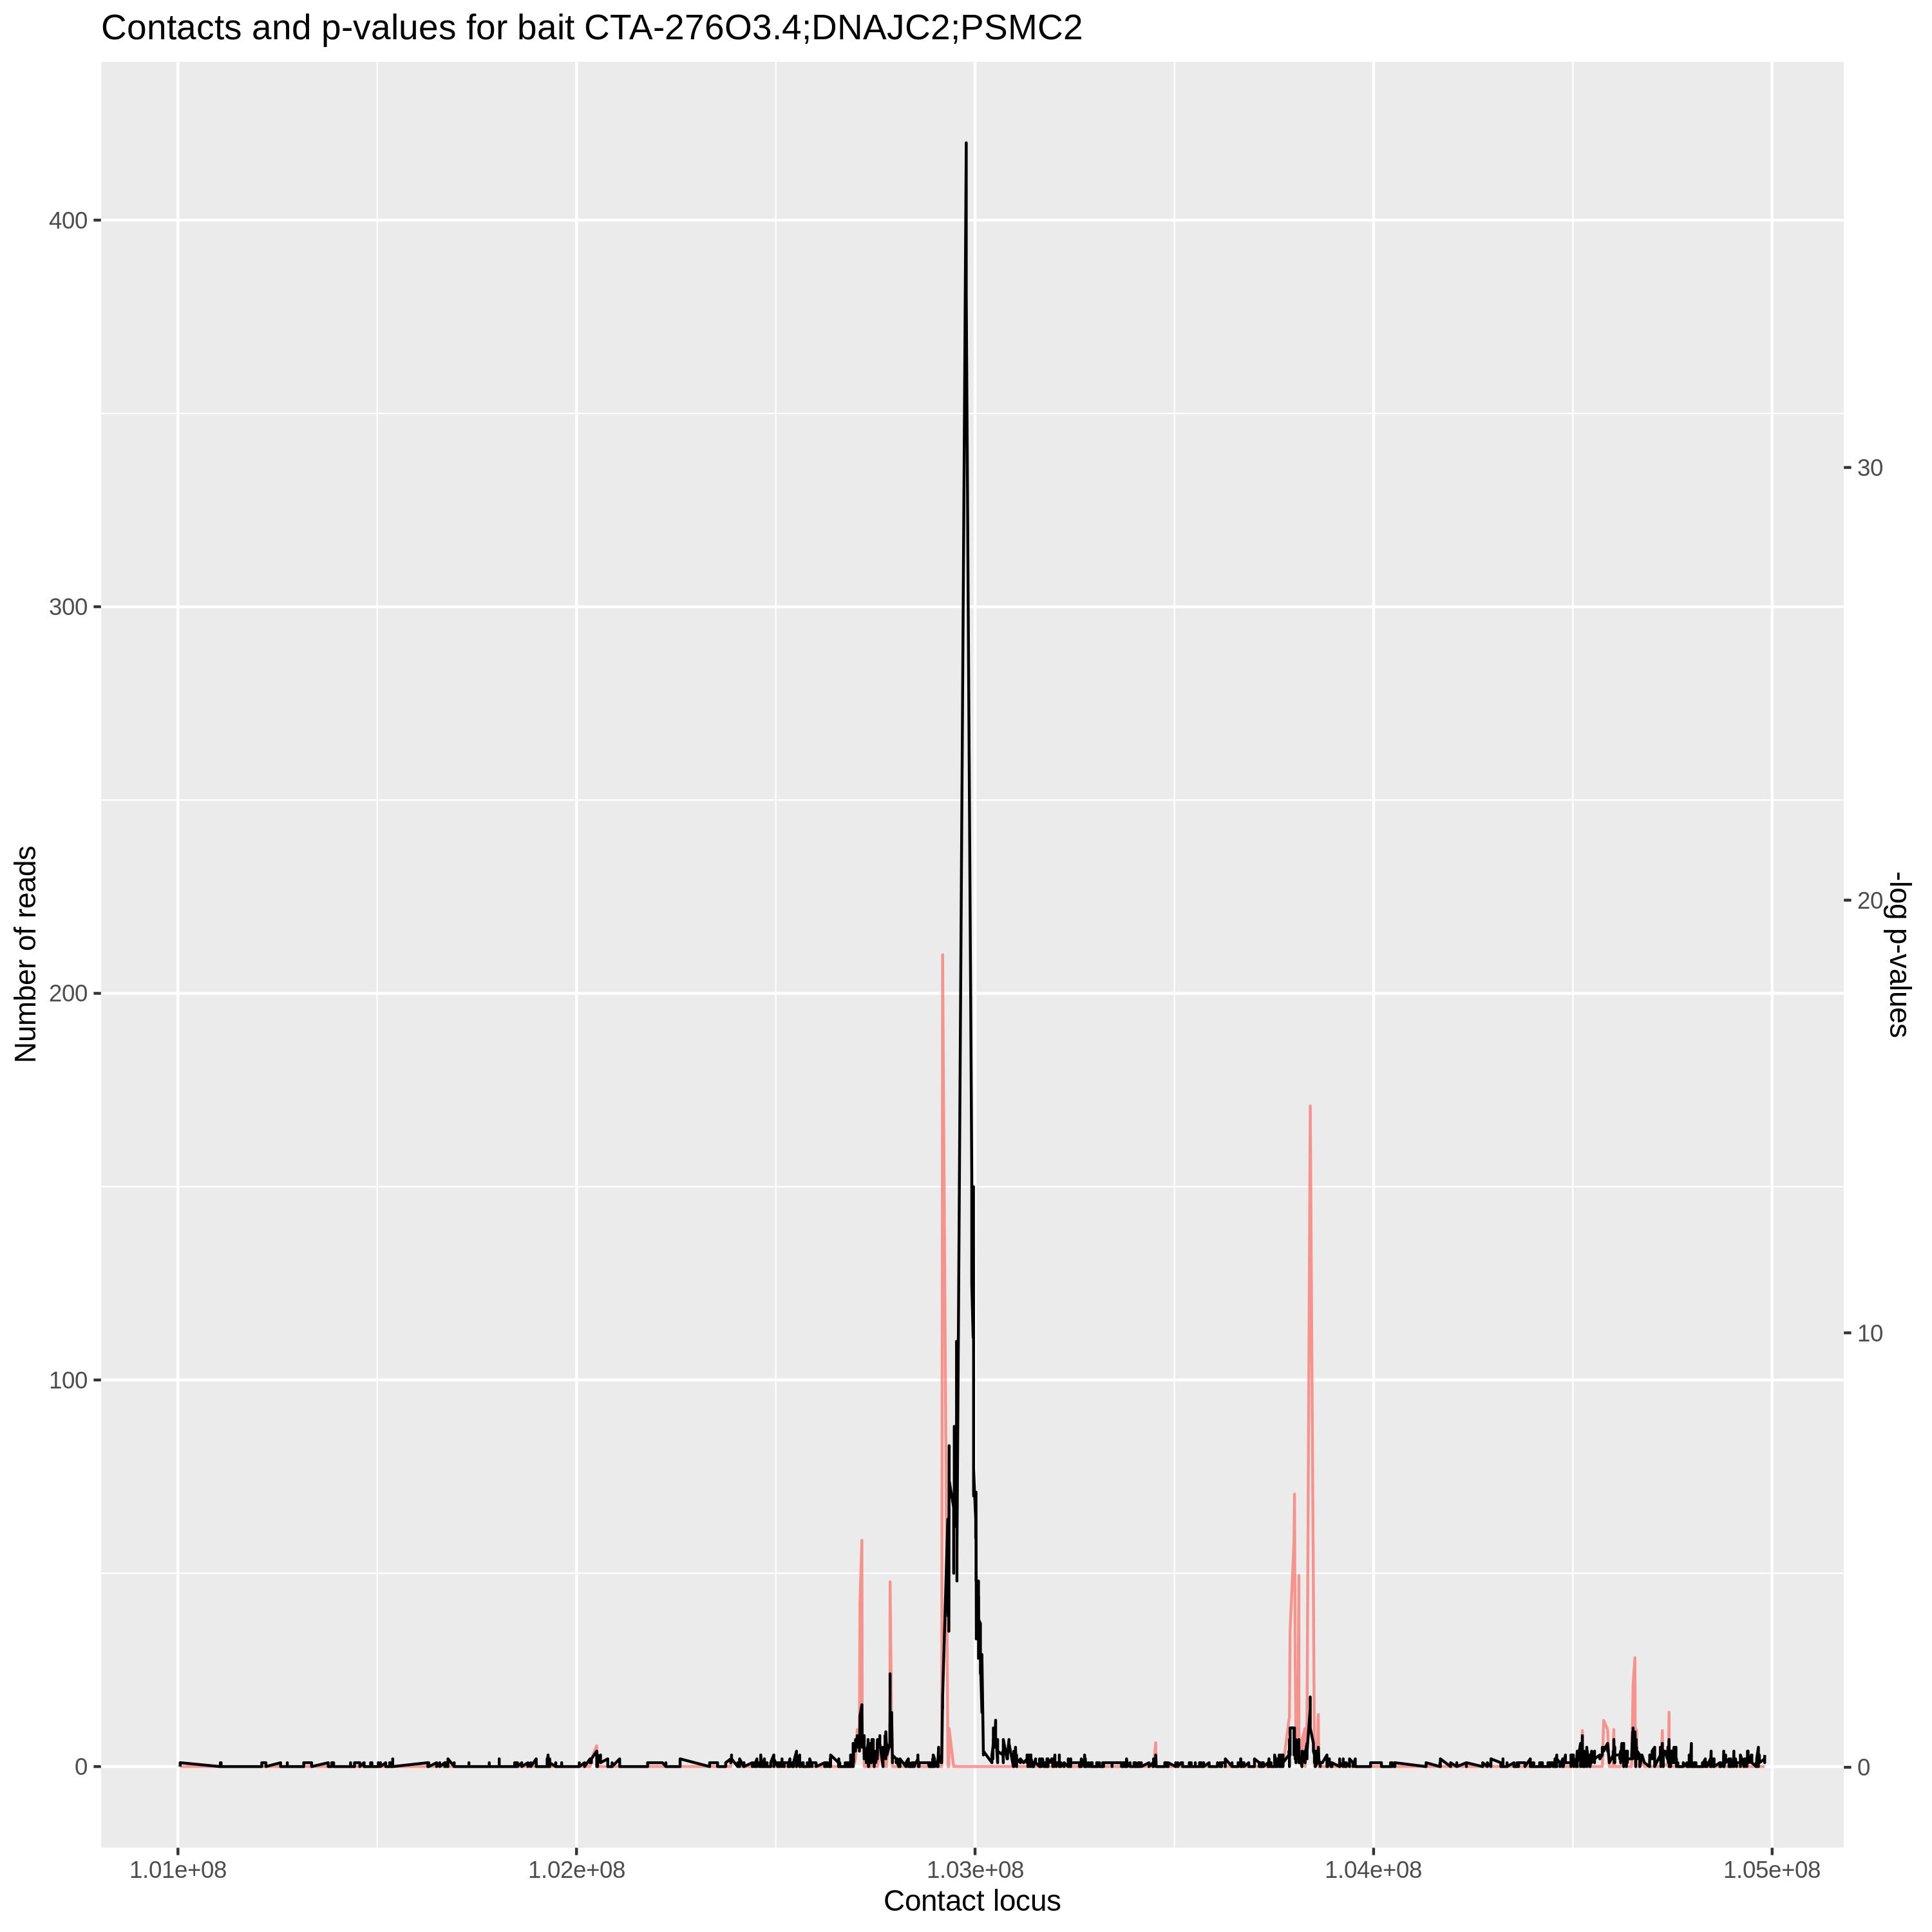 Contacts and p-values for bait CTA-276O3.4;DNAJC2;PSMC2
Number of reads
400
300
200
100
0
30
20
10
0
-log p-values
1.01e+08
1.02e+08
1.03e+08
1.04e+08
1.05e+08
Contact locus